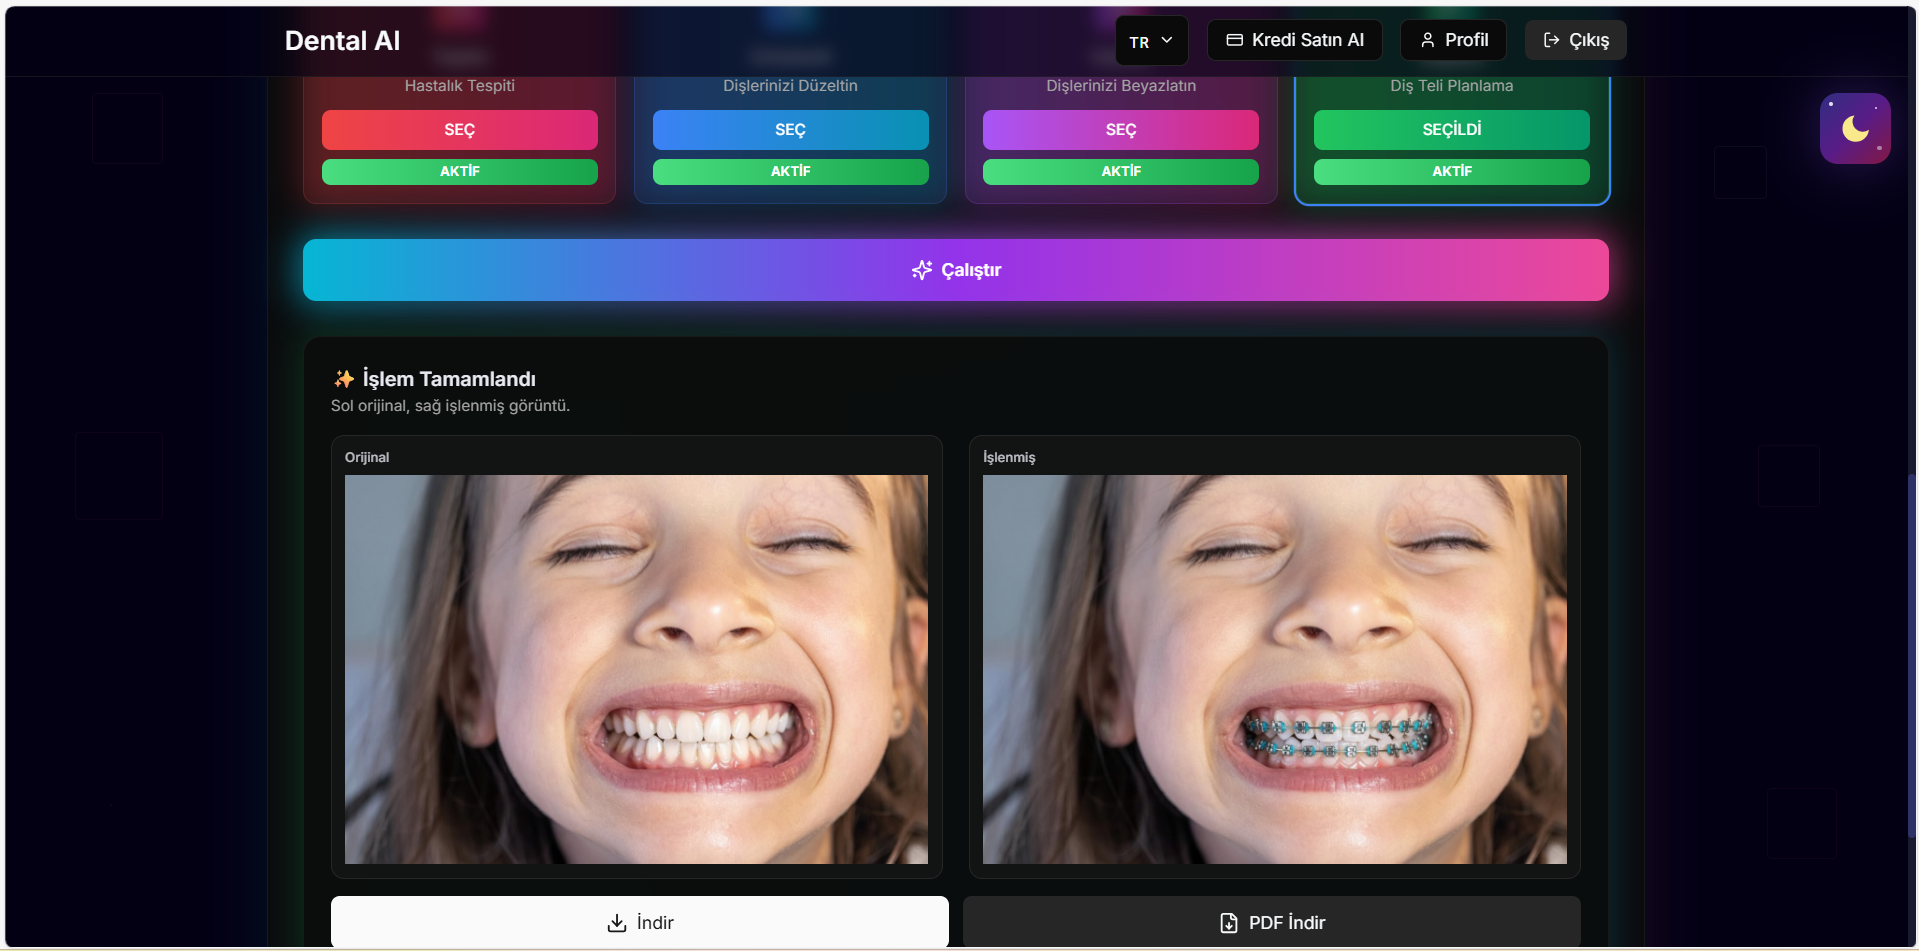 Dental AI
TR
Kredi Satın Al
Profil
Çıkış
Hastalık Tespiti
Dişlerinizi Düzeltin
Dişlerinizi Beyazlatın
Diş Teli Planlama
SEÇ
SEÇ
SEÇ
SEÇİLDİ
AKTİF
AKTİF
AKTİF
AKTİF
Çalıştır
İşlem Tamamlandı
Sol orijinal, sağ işlenmiş görüntü.
Orijinal
İşlenmiş
İndir
PDF İndir